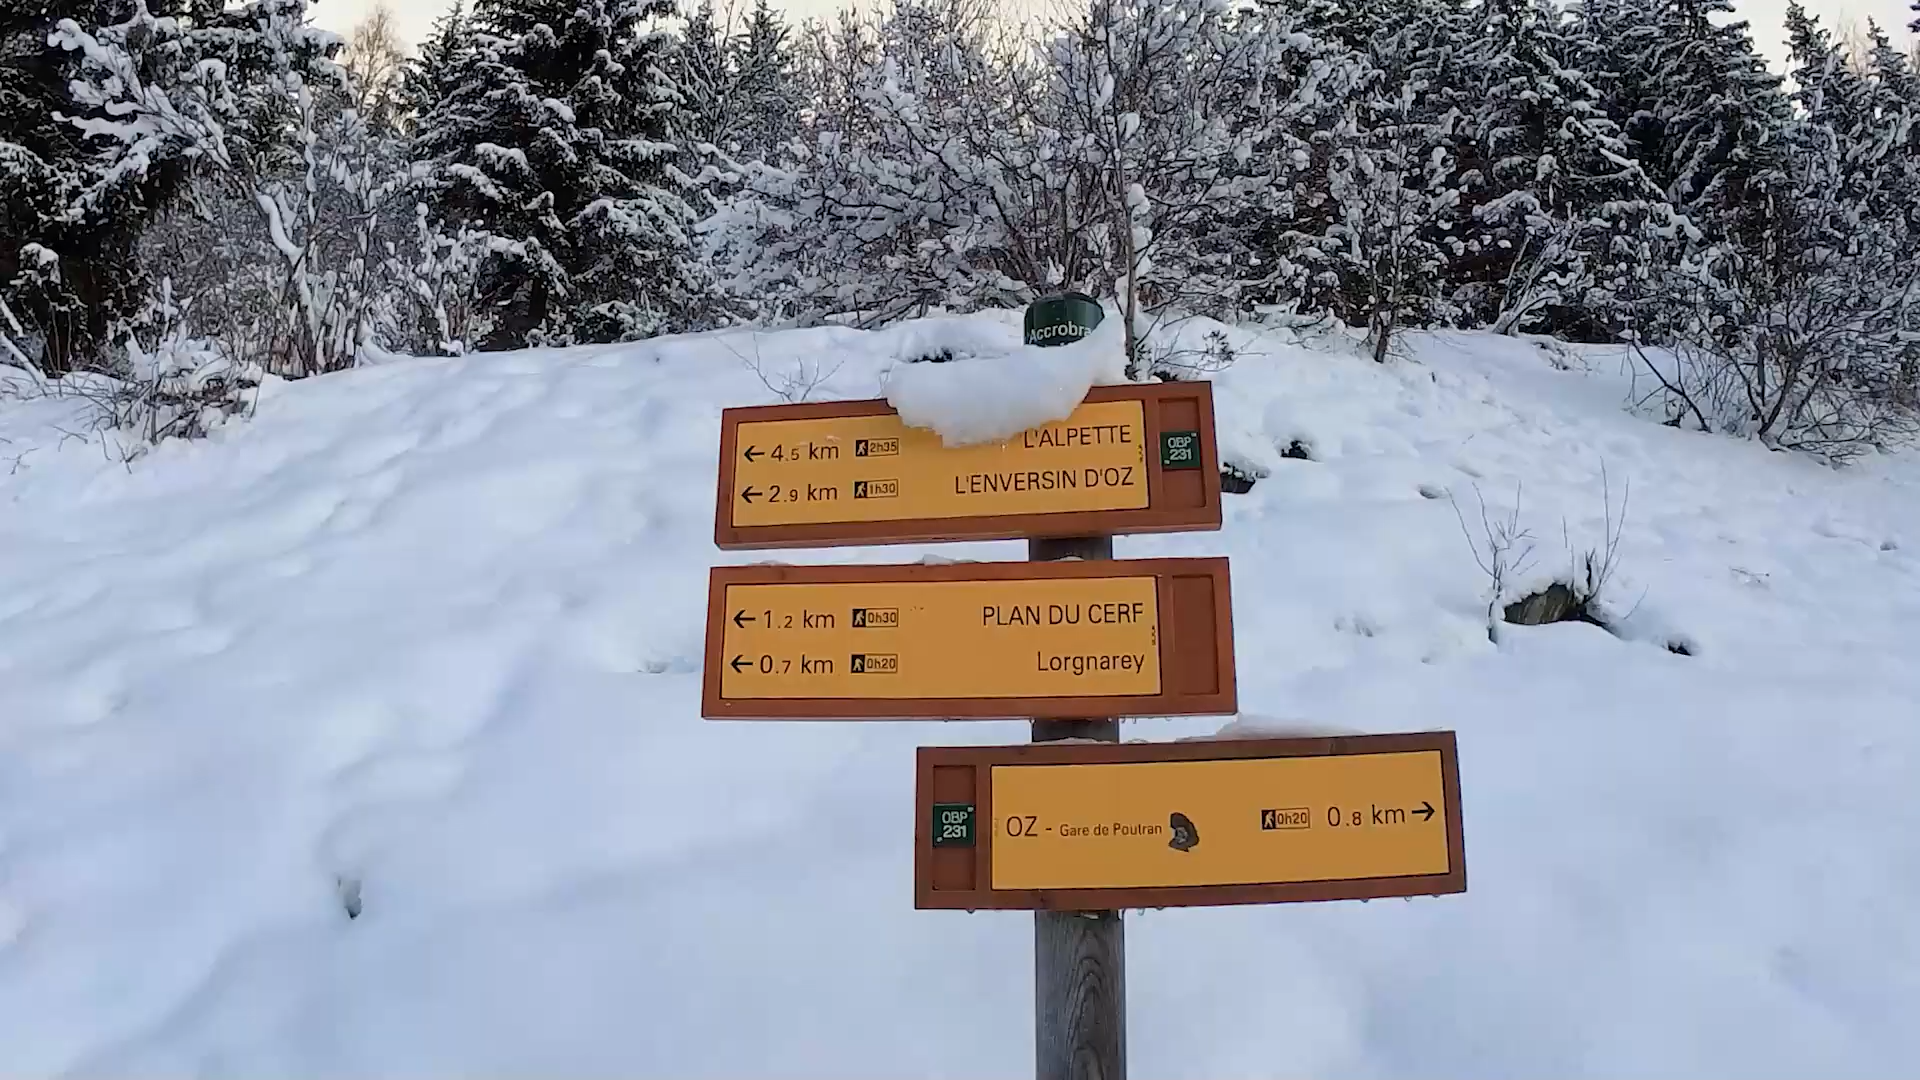 Accrobra
← 4.5 km 2h35 L'ALPETTE
← 2.9 km 1h30 L'ENVERSIN D'OZ
OBP
231
← 1.2 km 0h30 PLAN DU CERF
← 0.7 km 0h20 Lorgnarey
OBP
231
OZ - Gare de Poutran 0h20 0.8 km →